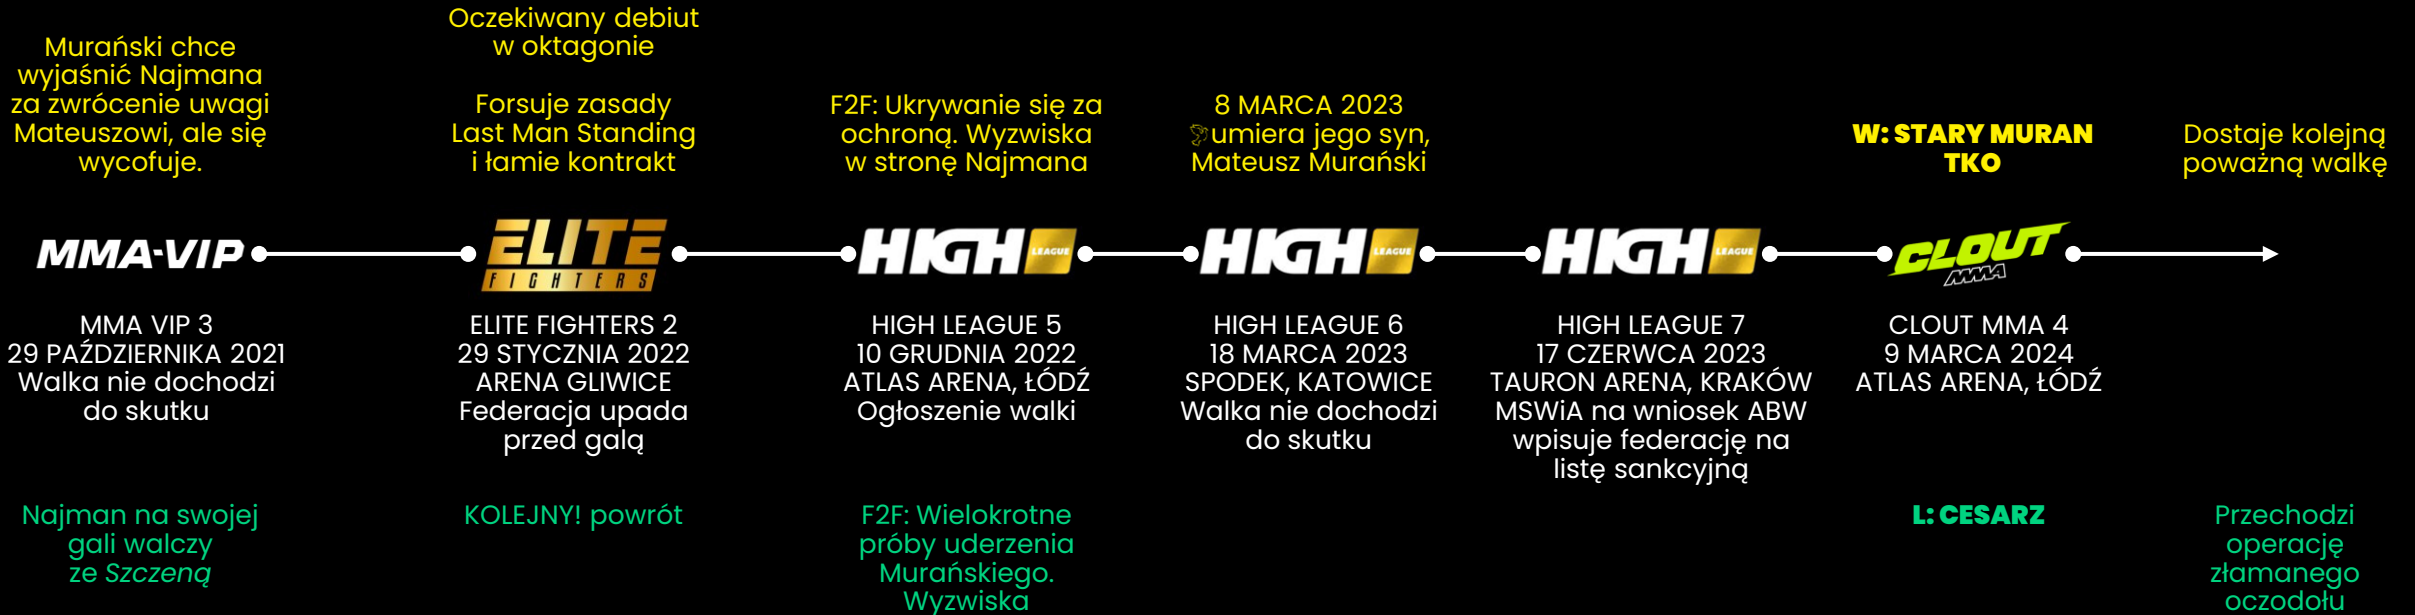 Murański chce
wyjaśnić Najmana
za zwrócenie uwagi
Mateuszowi, ale się
wycofuje.
Oczekiwany debiut
w oktagonie
Forsuje zasady
Last Man Standing
i łamie kontrakt
F2F: Ukrywanie się za
ochroną. Wyzwiska
w stronę Najmana
8 MARCA 2023
🕊umiera jego syn,
Mateusz Murański
W: STARY MURAN
TKO
Dostaje kolejną
poważną walkę
MMA-VIP
ELITE
FIGHTERS
HIGH LEAGUE
HIGH LEAGUE
HIGH LEAGUE
CLOUT
MMA
MMA VIP 3
29 PAŹDZIERNIKA 2021
Walka nie dochodzi
do skutku
ELITE FIGHTERS 2
29 STYCZNIA 2022
ARENA GLIWICE
Federacja upada
przed galą
HIGH LEAGUE 5
10 GRUDNIA 2022
ATLAS ARENA, ŁÓDŹ
Ogłoszenie walki
HIGH LEAGUE 6
18 MARCA 2023
SPODEK, KATOWICE
Walka nie dochodzi
do skutku
HIGH LEAGUE 7
17 CZERWCA 2023
TAURON ARENA, KRAKÓW
MSWiA na wniosek ABW
wpisuje federację na
listę sankcyjną
CLOUT MMA 4
9 MARCA 2024
ATLAS ARENA, ŁÓDŹ
Najman na swojej
gali walczy
ze Szczeną
KOLEJNY! powrót
F2F: Wielokrotne
próby uderzenia
Murańskiego.
Wyzwiska
L: CESARZ
Przechodzi
operację
złamanego
oczodołu